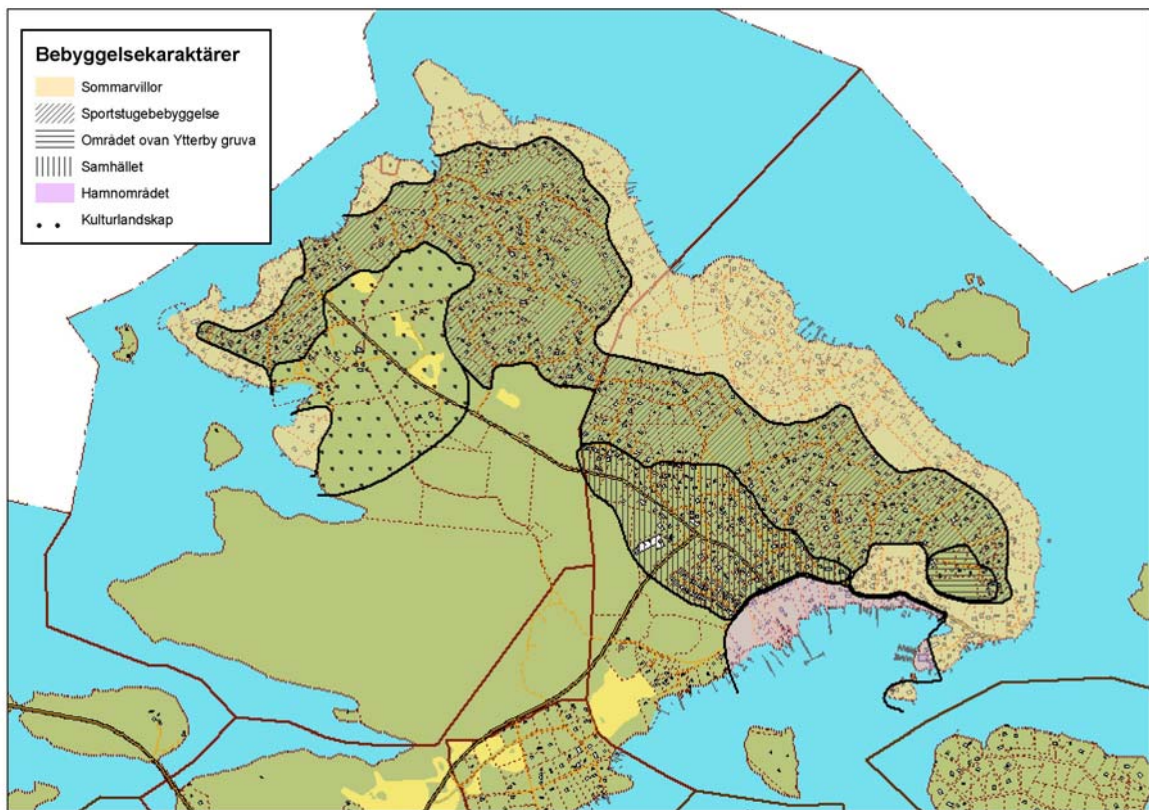 Bebyggelsekaraktärer
Sommarvillor
Sportstugebebyggelse
Området ovan Ytterby gruva
Samhället
Hamnområdet
Kulturlandskap